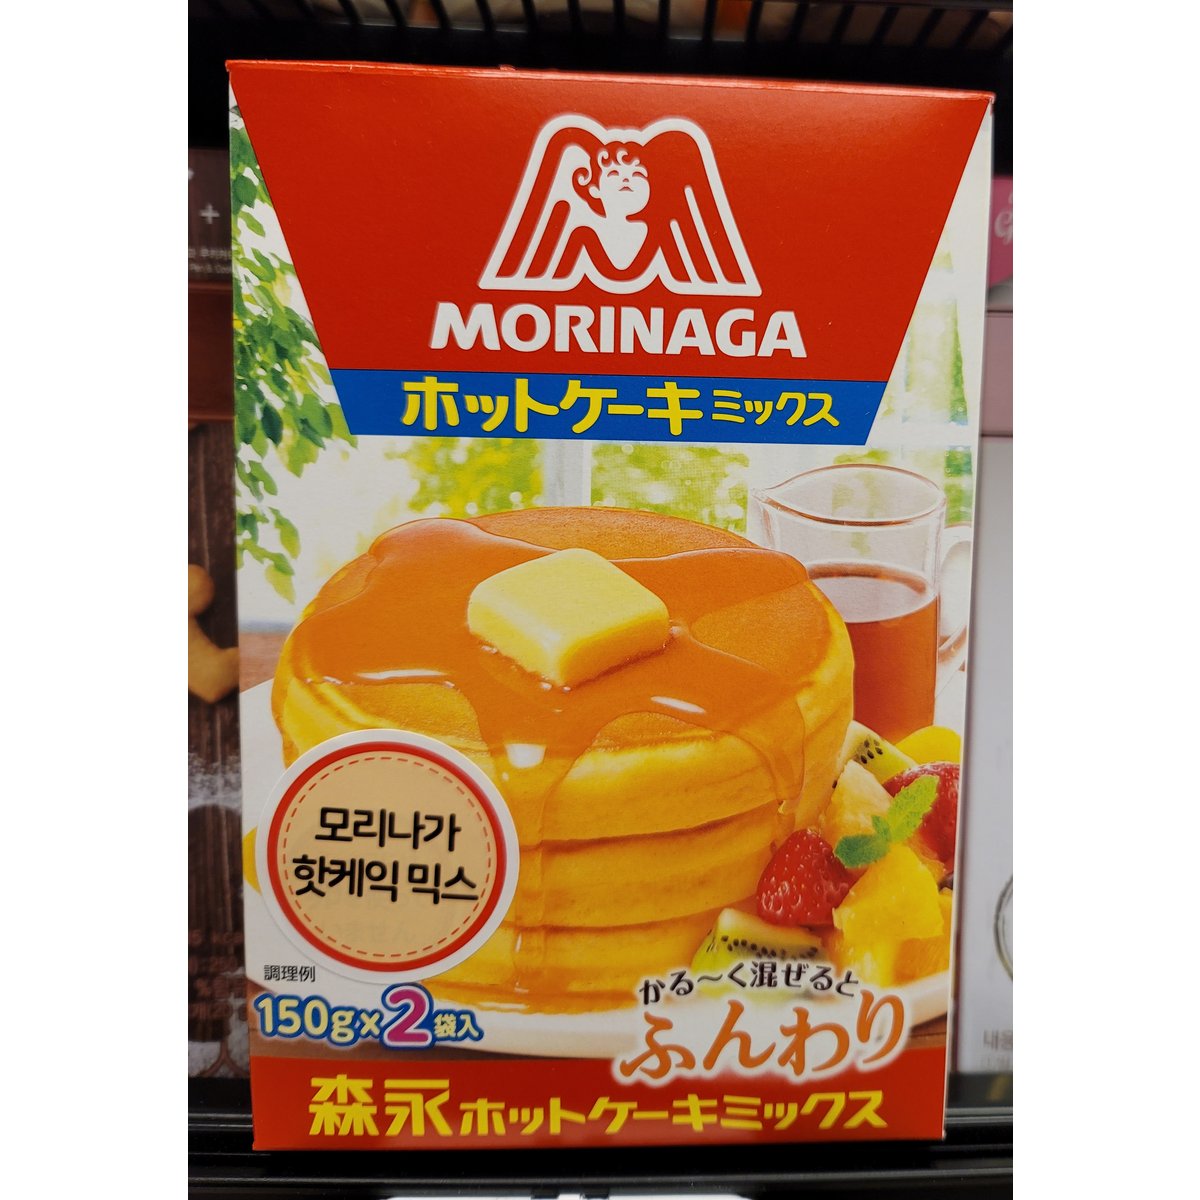 MORINAGA
ホットケーキミックス
모리나가
핫케익 믹스
調理例
150g×2袋入
かる〜く混ぜると
ふんわり
森永ホットケーキミックス